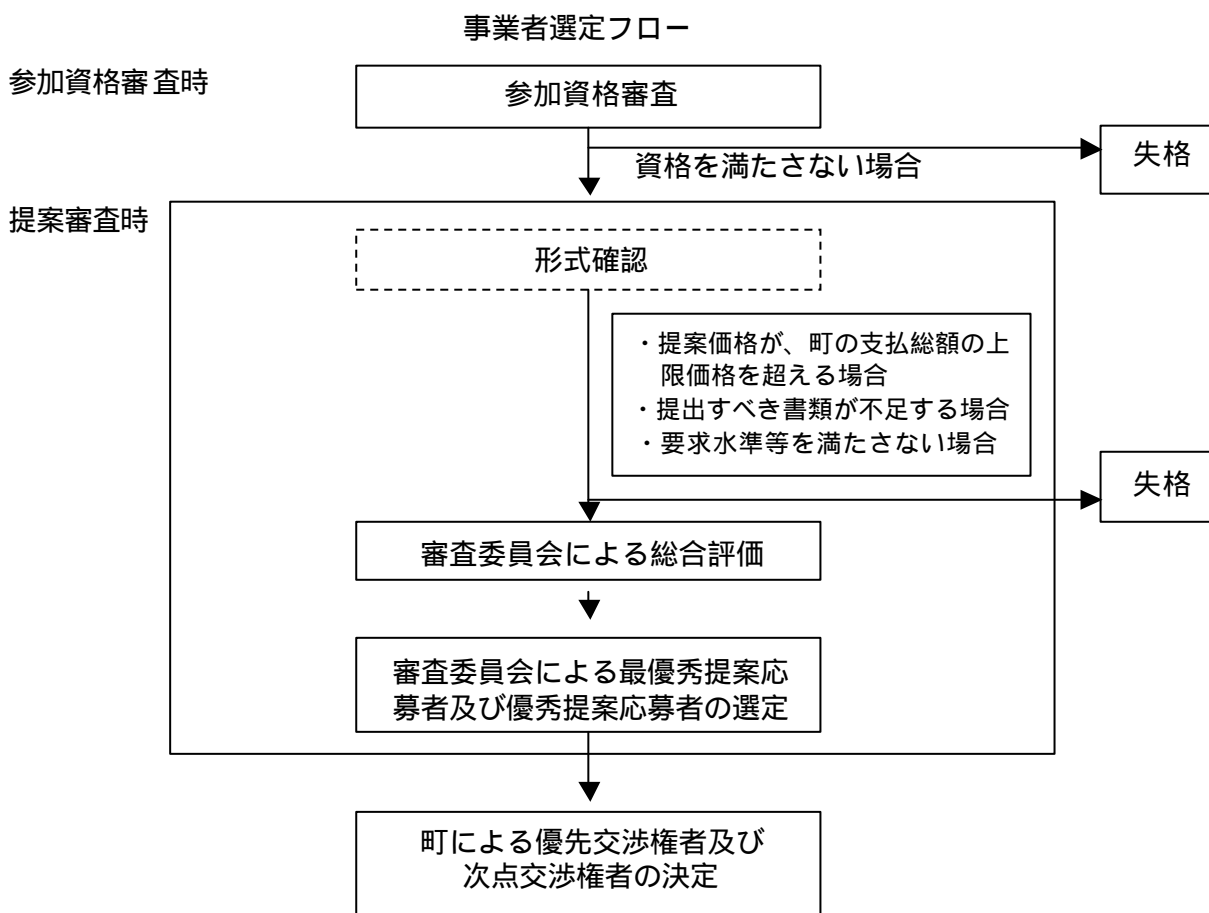 事業者選定フロー
参加資格審査時
参加資格審査
失格
資格を満たさない場合
提案審査時
形式確認
・提案価格が、町の支払総額の上
限価格を超える場合
・提出すべき書類が不足する場合
・要求水準等を満たさない場合
失格
審査委員会による総合評価
審査委員会による最優秀提案応
募者及び優秀提案応募者の選定
町による優先交渉権者及び
次点交渉権者の決定